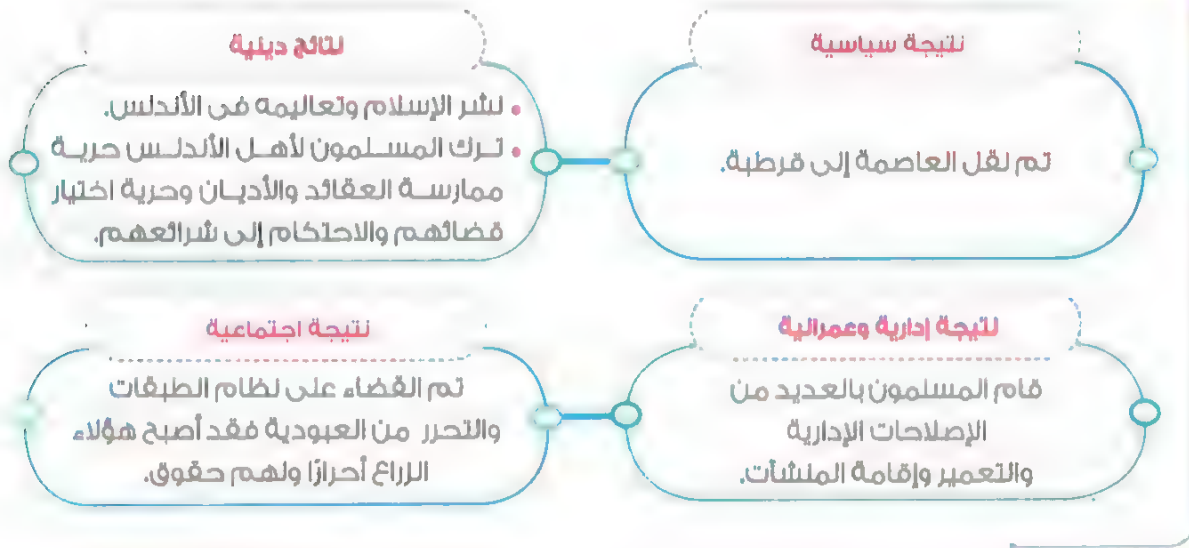 نتيجة سياسية
تم نقل العاصمة إلى قرطبة.
نتائج دينية
• نشر الإسلام وتعاليمه فى الأندلس.
• ترك المسلمون لأهل الأندلس حرية
ممارسة العقائد والأديان وحرية اختيار
قضائهم والاحتكام إلى شرائعهم.
نتيجة إدارية وعمرانية
قام المسلمون بالعديد من
الإصلاحات الإدارية
والتعمير وإقامة المنشآت.
نتيجة اجتماعية
تم القضاء على نظام الطبقات
والتحرر من العبودية فقد أصبح هؤلاء
الزراع أحرارًا ولهم حقوق.